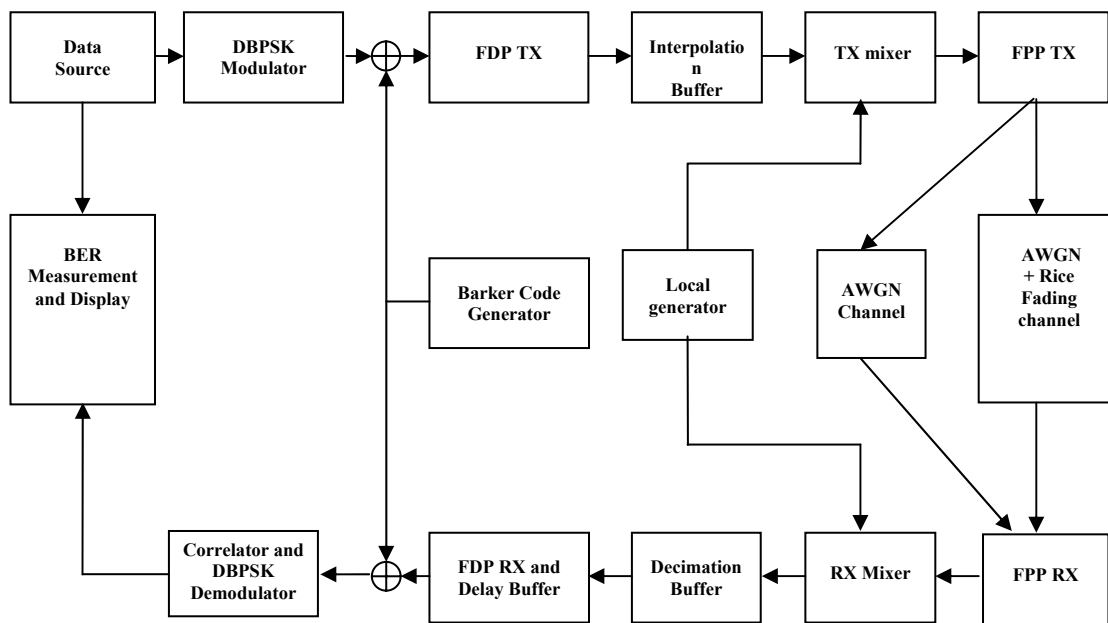 Data
Source
DBPSK
Modulator
FDP TX
Interpolatio
n
Buffer
TX mixer
FPP TX
BER
Measurement
and Display
Barker Code
Generator
Local
generator
AWGN
Channel
AWGN
+ Rice
Fading
channel
Correlator and
DBPSK
Demodulator
FDP RX and
Delay Buffer
Decimation
Buffer
RX Mixer
FPP RX